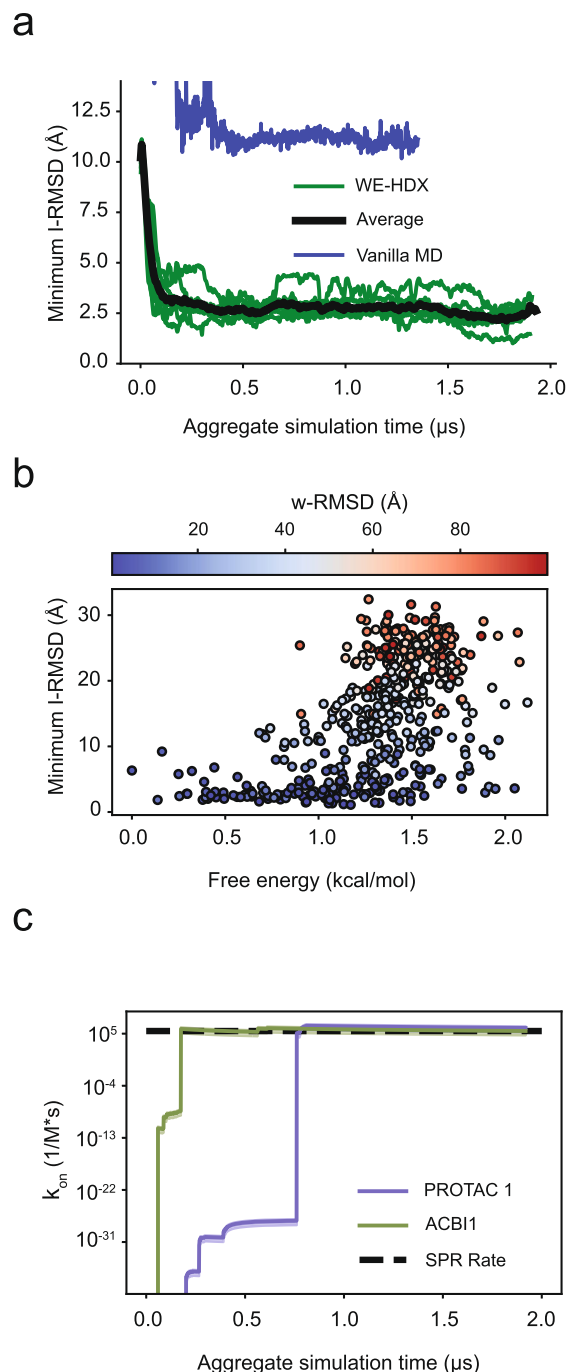 a
12.5
10.0
7.5
5.0
2.5
0.0
Minimum I-RMSD (Å)
WE-HDX
Average
Vanilla MD
0.0 0.5 1.0 1.5 2.0
Aggregate simulation time (µs)
b
w-RMSD (Å)
20 40 60 80
30
20
10
0
Minimum I-RMSD (Å)
0.0 0.5 1.0 1.5 2.0
Free energy (kcal/mol)
c
10^5
10^-4
10^-13
10^-22
10^-31
k_on (1/M*s)
PROTAC 1
ACBI1
SPR Rate
0.0 0.5 1.0 1.5 2.0
Aggregate simulation time (µs)